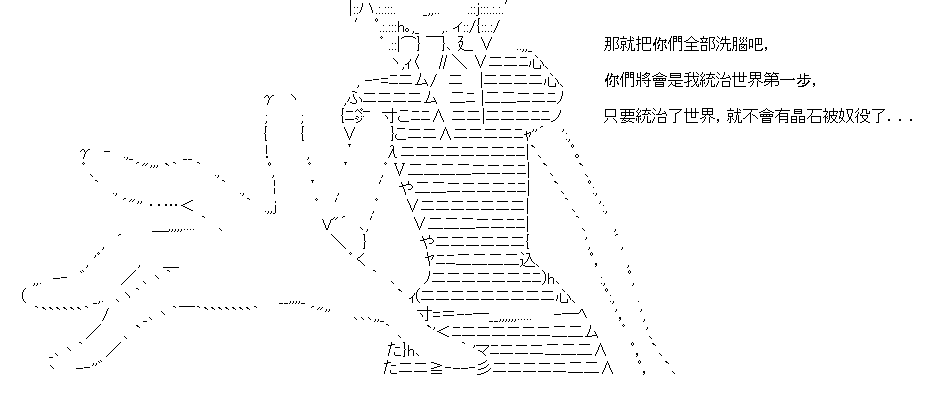 那就把你們全部洗腦吧，
你們將會是我統治世界第一步，
只要統治了世界，就不會有晶石被奴役了...